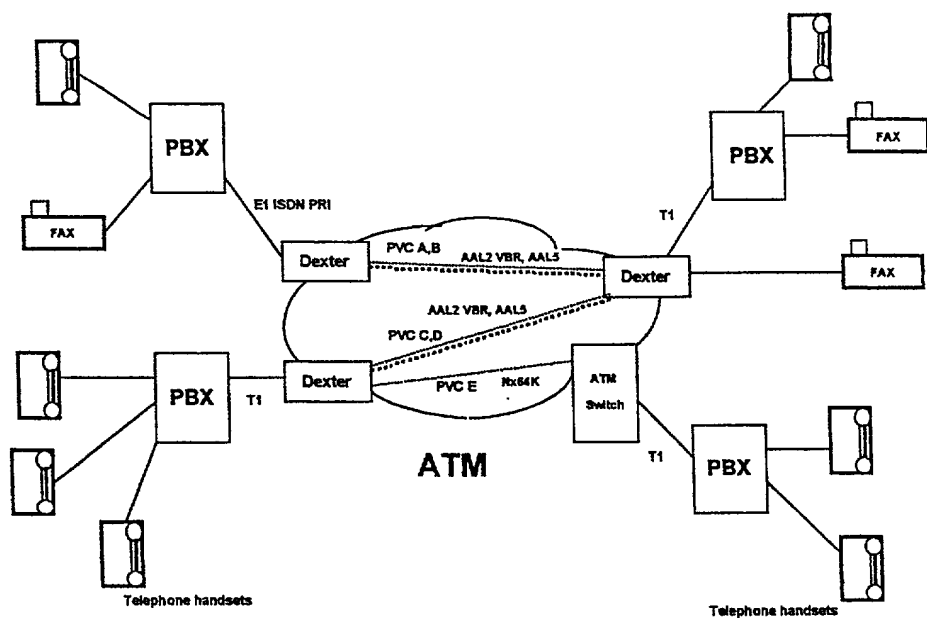 PBX
FAX
E1 ISDN PRI
PBX
FAX
T1
FAX
Dexter
PVC A,B
AAL2 VBR, AAL5
Dexter
AAL2 VBR, AAL5
PVC C,D
PBX
T1
Dexter
PVC E
Nx64K
ATM
Switch
ATM
T1
PBX
Telephone handsets
Telephone handsets